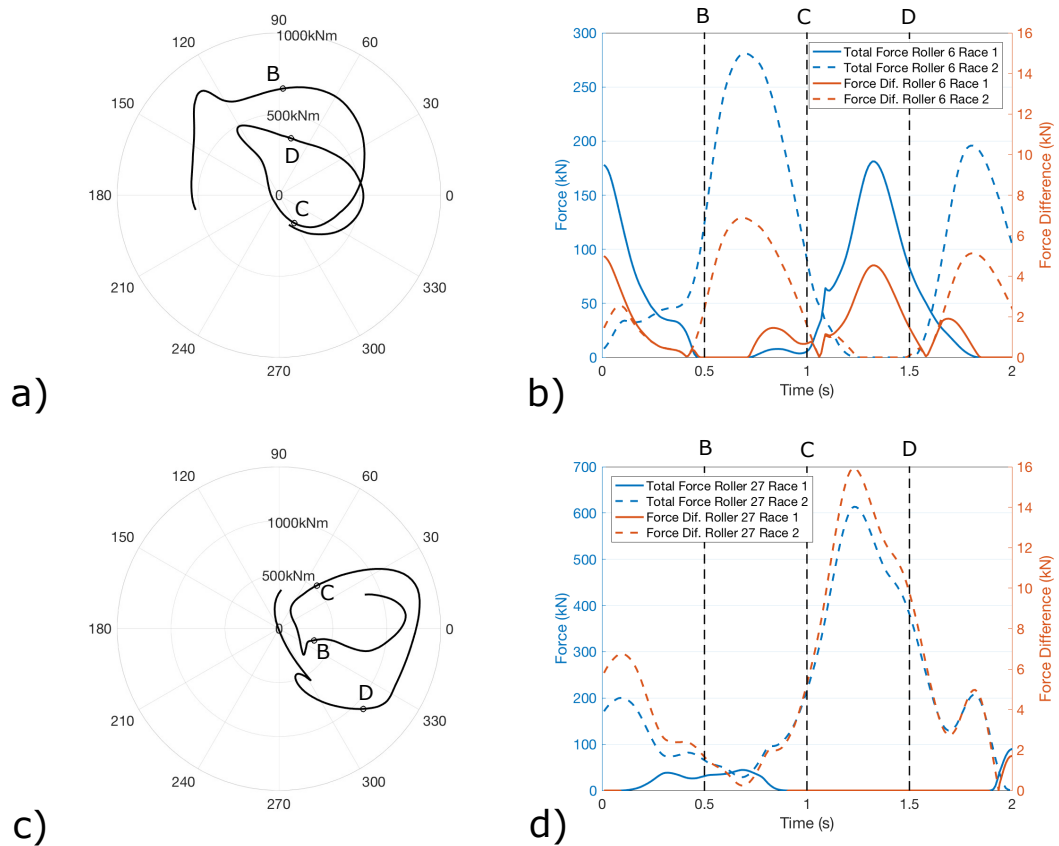 90
1000kNm
120
60
B
150
30
500kNm
D
180
0
0
C
210
330
240
300
270
a)
B
C
D
300
16
Total Force Roller 6 Race 1
Total Force Roller 6 Race 2
Force Dif. Roller 6 Race 1
Force Dif. Roller 6 Race 2
14
250
12
200
10
150
8
6
100
4
50
2
0
0
0
0.5
1
1.5
2
Force (kN)
Force Difference (kN)
Time (s)
b)
90
120
60
1000kNm
150
30
500kNm
C
180
0
0
B
D
210
330
240
300
270
c)
B
C
D
700
16
Total Force Roller 27 Race 1
Total Force Roller 27 Race 2
Force Dif. Roller 27 Race 1
Force Dif. Roller 27 Race 2
14
600
12
500
10
400
8
300
6
200
4
100
2
0
0
0
0.5
1
1.5
2
Force (kN)
Force Difference (kN)
Time (s)
d)